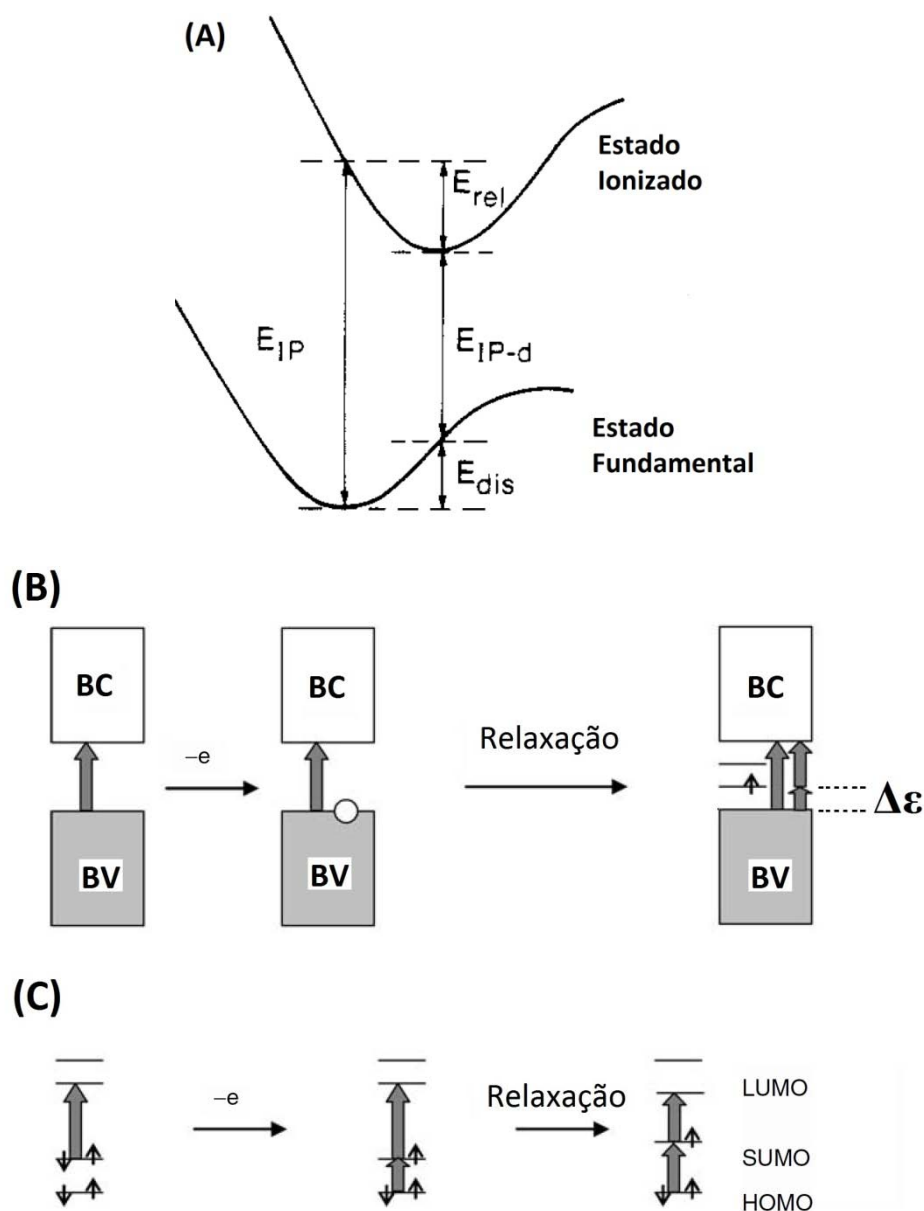 (A)
Estado
Ionizado
E_rel
E_IP
E_IP-d
Estado
Fundamental
E_dis
(B)
BC
BC
BC
−e
Relaxação
Δε
BV
BV
BV
(C)
−e
Relaxação
LUMO
SUMO
HOMO